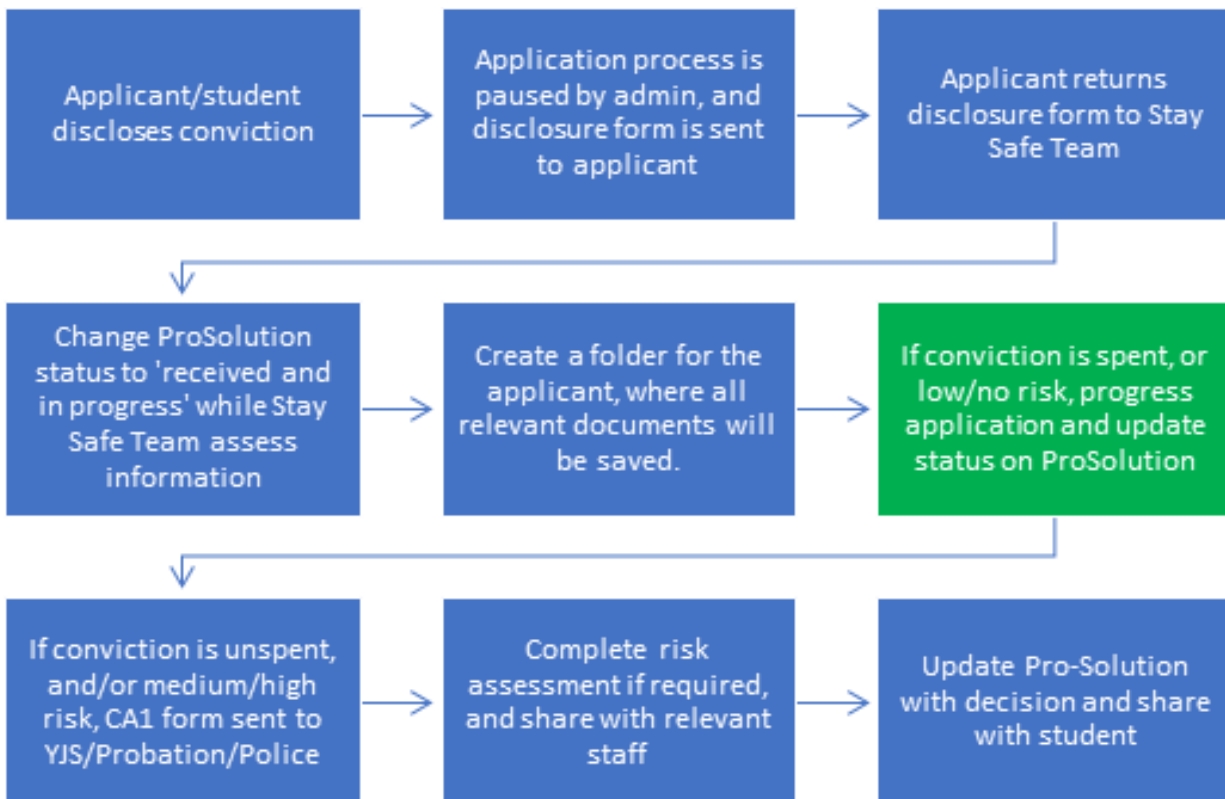 Applicant/student
discloses conviction
Application process is
paused by admin, and
disclosure form is sent
to applicant
Applicant returns
disclosure form to Stay
Safe Team
Change ProSolution
status to 'received and
in progress' while Stay
Safe Team assess
information
Create a folder for the
applicant, where all
relevant documents will
be saved.
If conviction is spent, or
low/no risk, progress
application and update
status on ProSolution
If conviction is unspent,
and/or medium/high
risk, CA1 form sent to
YJS/Probation/Police
Complete risk
assessment if required,
and share with relevant
staff
Update Pro-Solution
with decision and share
with student